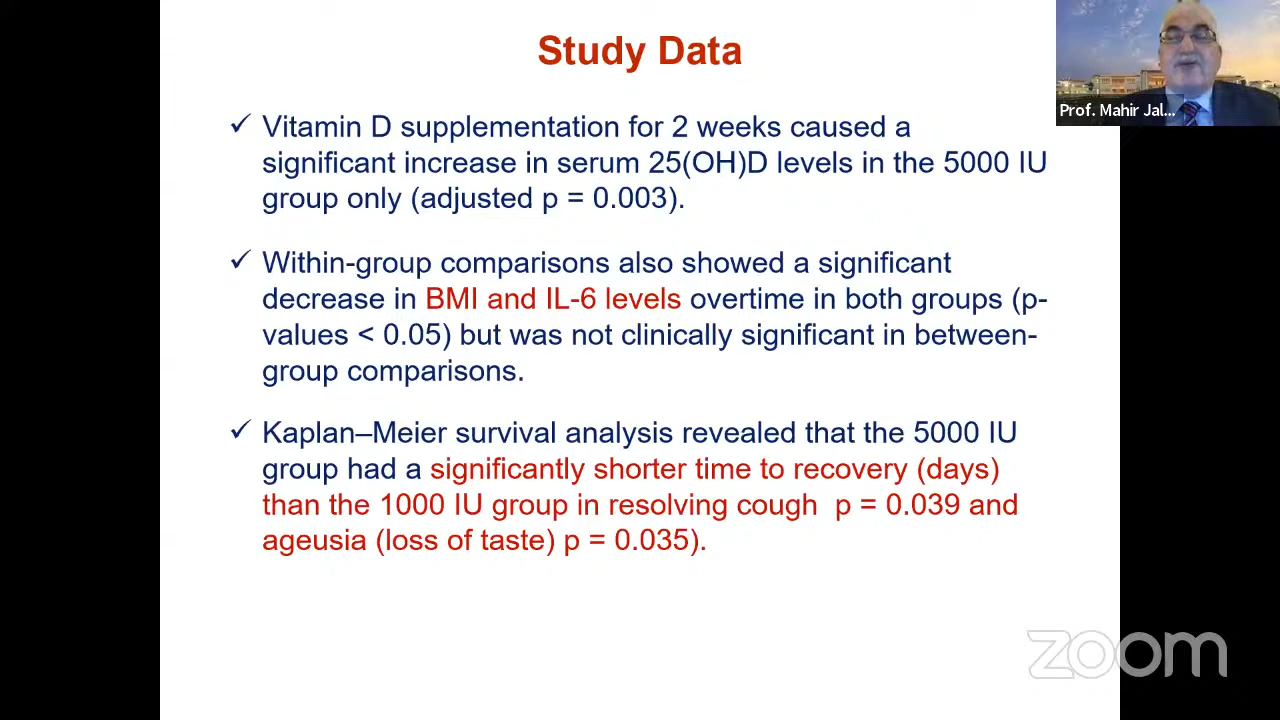 Study Data
Prof. Mahir Jal...
✓ Vitamin D supplementation for 2 weeks caused a
significant increase in serum 25(OH)D levels in the 5000 IU
group only (adjusted p = 0.003).
✓ Within-group comparisons also showed a significant
decrease in BMI and IL-6 levels overtime in both groups (p-
values < 0.05) but was not clinically significant in between-
group comparisons.
✓ Kaplan–Meier survival analysis revealed that the 5000 IU
group had a significantly shorter time to recovery (days)
than the 1000 IU group in resolving cough  p = 0.039 and
ageusia (loss of taste) p = 0.035).
zoom